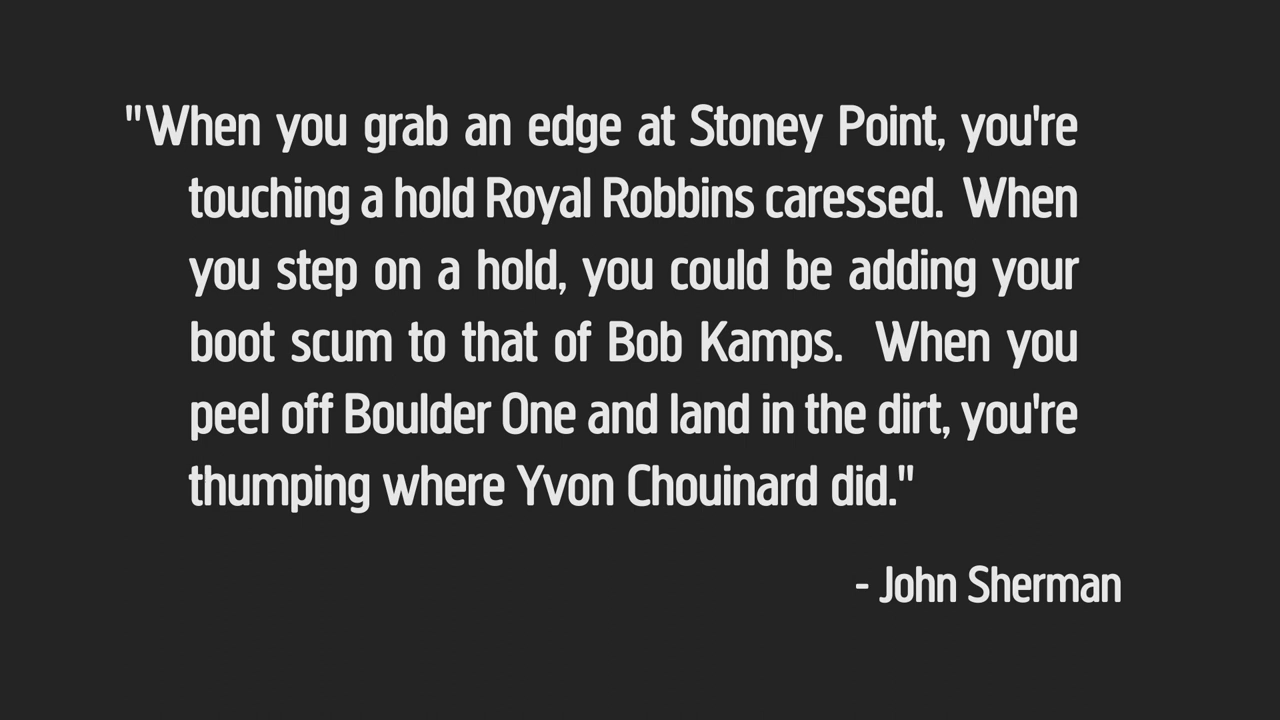 "When you grab an edge at Stoney Point, you're
touching a hold Royal Robbins caressed.  When
you step on a hold, you could be adding your
boot scum to that of Bob Kamps.  When you
peel off Boulder One and land in the dirt, you're
thumping where Yvon Chouinard did."
- John Sherman